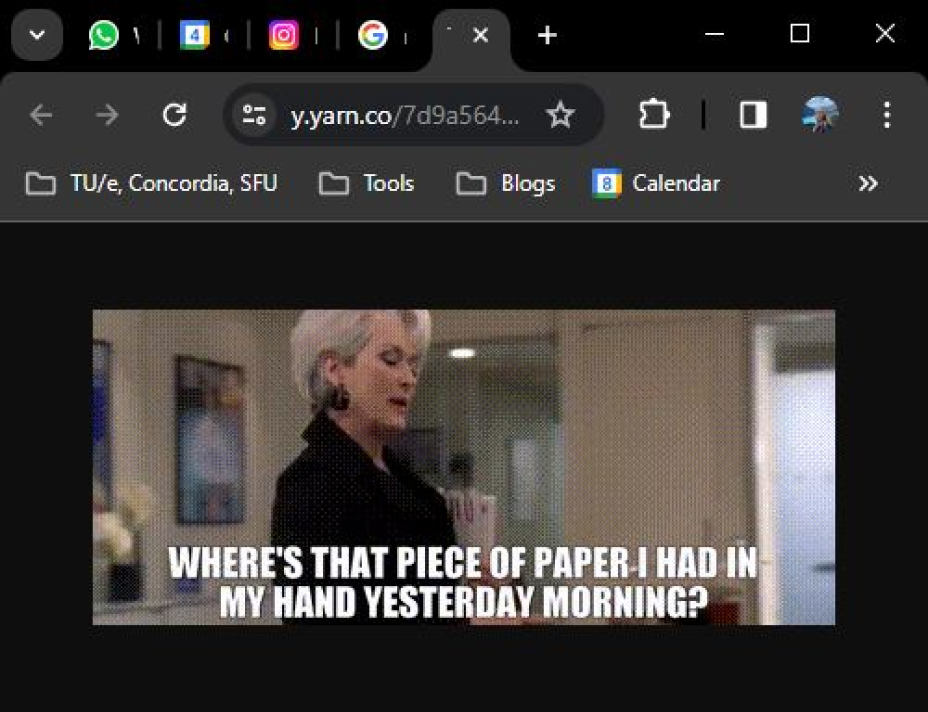 4
y.yarn.co/7d9a564...
TU/e, Concordia, SFU
Tools
Blogs
8
Calendar
WHERE'S THAT PIECE OF PAPER I HAD IN
MY HAND YESTERDAY MORNING?